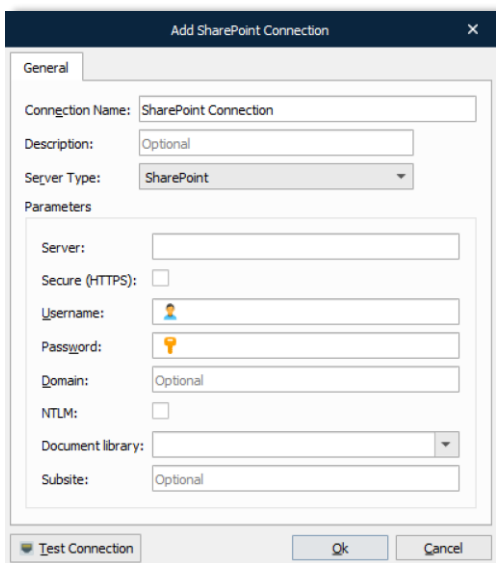 Add SharePoint Connection
General
Connection Name: SharePoint Connection
Description: Optional
Server Type: SharePoint
Parameters
Server:
Secure (HTTPS):
Username:
Password:
Domain: Optional
NTLM:
Document library:
Subsite: Optional
Test Connection Ok Cancel